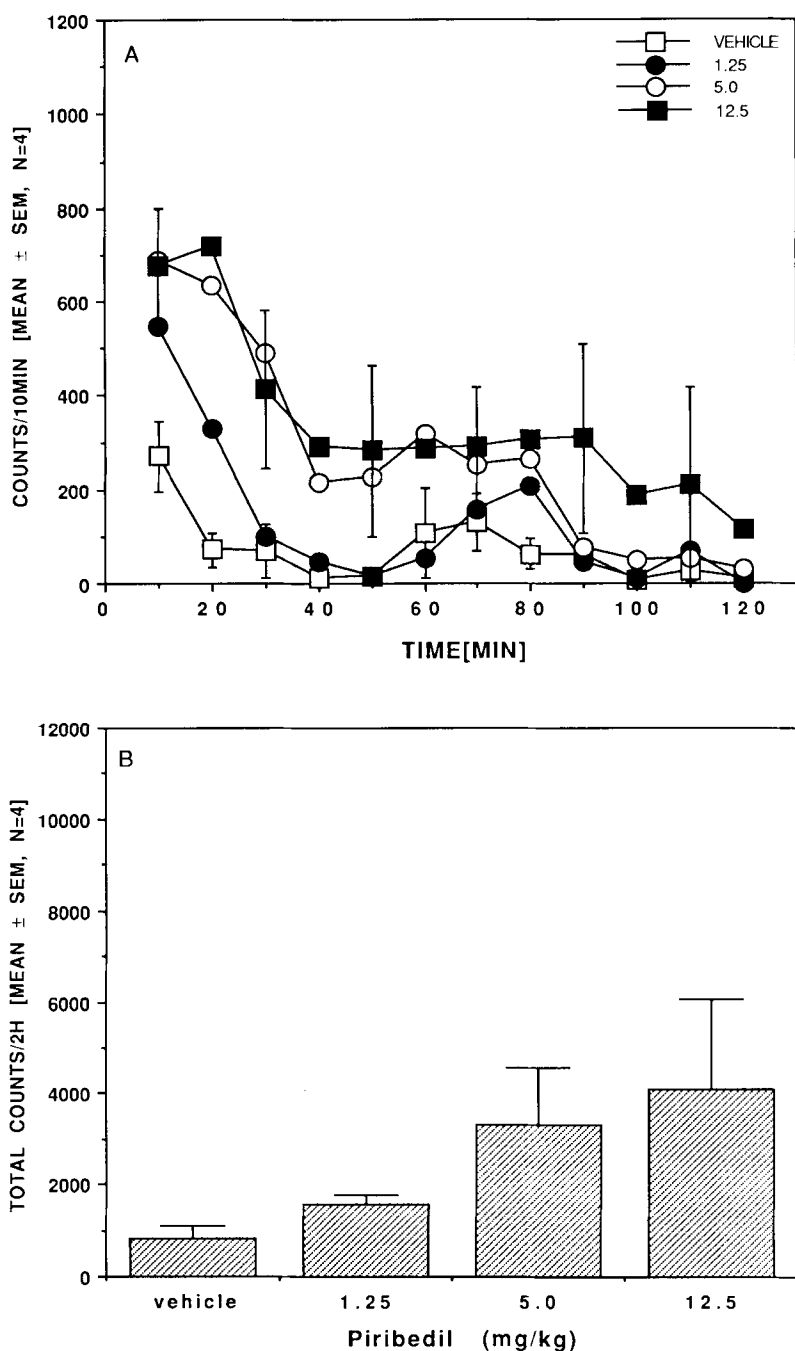 A
VEHICLE
1.25
5.0
12.5
1200
1000
800
600
400
200
0
COUNTS/10MIN [MEAN ± SEM, N=4]
0 20 40 60 80 100 120
TIME[MIN]
B
12000
10000
8000
6000
4000
2000
0
TOTAL COUNTS/2H [MEAN ± SEM, N=4]
vehicle 1.25 5.0 12.5
Piribedil (mg/kg)